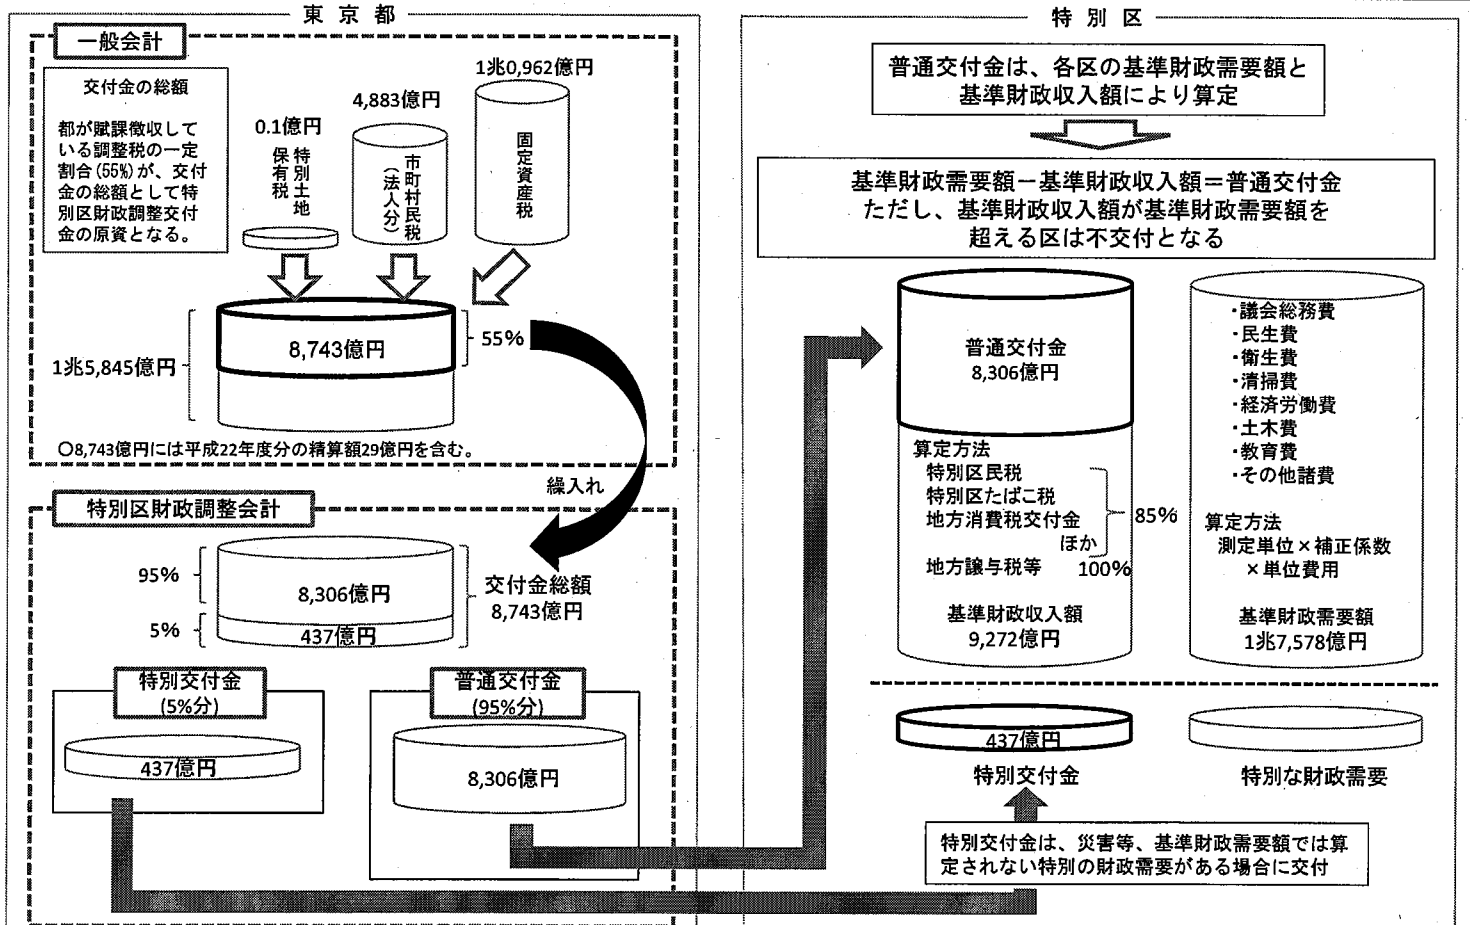 東京都
一般会計
交付金の総額
都が賦課徴収して
いる調整税の一定
割合(55%)が、交付
金の総額として特
別区財政調整交付
金の原資となる。
0.1億円
特別土地
保有税
4,883億円
市町村民税
(法人分)
1兆0,962億円
固定資産税
1兆5,845億円
8,743億円
55%
〇8,743億円には平成22年度分の精算額29億円を含む。
繰入れ
特別区財政調整会計
95%
8,306億円
5%
437億円
交付金総額
8,743億円
特別交付金
(5%分)
437億円
普通交付金
(95%分)
8,306億円
特別区
普通交付金は、各区の基準財政需要額と
基準財政収入額により算定
基準財政需要額－基準財政収入額＝普通交付金
ただし、基準財政収入額が基準財政需要額を
超える区は不交付となる
普通交付金
8,306億円
算定方法
特別区民税
特別区たばこ税
地方消費税交付金
ほか
85%
地方譲与税等 100%
基準財政収入額
9,272億円
・議会総務費
・民生費
・衛生費
・清掃費
・経済労働費
・土木費
・教育費
・その他諸費
算定方法
測定単位×補正係数
×単位費用
基準財政需要額
1兆7,578億円
437億円
特別交付金
特別な財政需要
特別交付金は、災害等、基準財政需要額では算
定されない特別の財政需要がある場合に交付